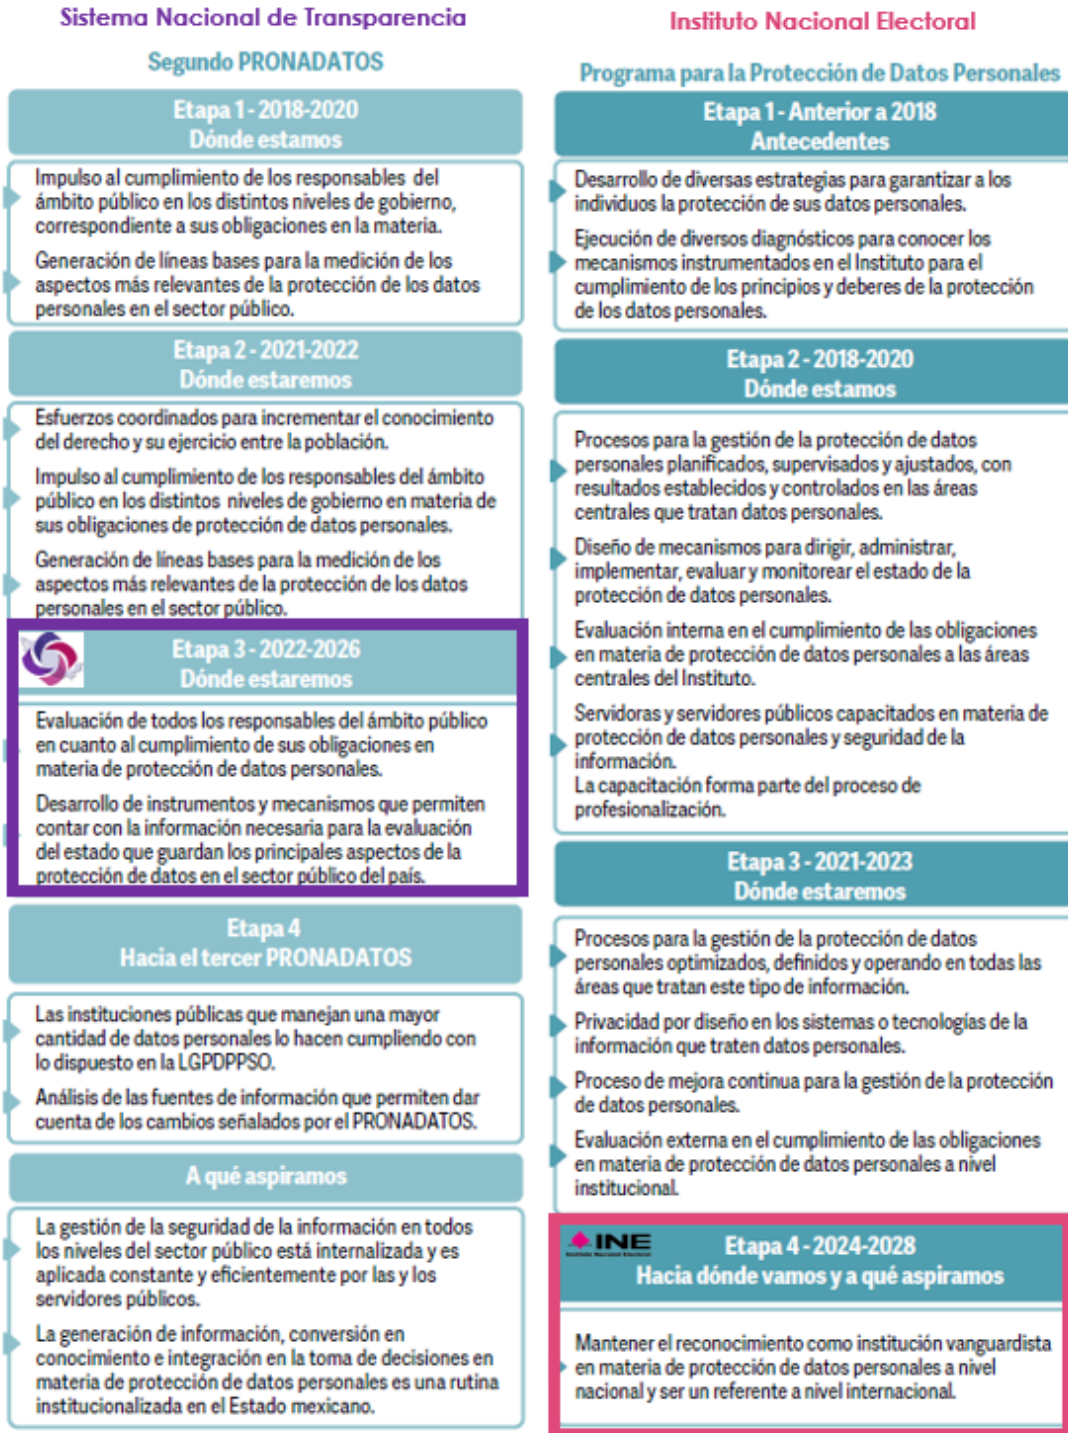 Sistema Nacional de Transparencia
Segundo PRONADATOS
Etapa 1 - 2018-2020
Dónde estamos
Impulso al cumplimiento de los responsables del
ámbito público en los distintos niveles de gobierno,
correspondiente a sus obligaciones en la materia.
Generación de líneas bases para la medición de los
aspectos más relevantes de la protección de los datos
personales en el sector público.
Etapa 2 - 2021-2022
Dónde estaremos
Esfuerzos coordinados para incrementar el conocimiento
del derecho y su ejercicio entre la población.
Impulso al cumplimiento de los responsables del ámbito
público en los distintos niveles de gobierno en materia de
sus obligaciones de protección de datos personales.
Generación de líneas bases para la medición de los
aspectos más relevantes de la protección de los datos
personales en el sector público.
Etapa 3 - 2022-2026
Dónde estaremos
Evaluación de todos los responsables del ámbito público
en cuanto al cumplimiento de sus obligaciones en
materia de protección de datos personales.
Desarrollo de instrumentos y mecanismos que permiten
contar con la información necesaria para la evaluación
del estado que guardan los principales aspectos de la
protección de datos en el sector público del país.
Etapa 4
Hacia el tercer PRONADATOS
Las instituciones públicas que manejan una mayor
cantidad de datos personales lo hacen cumpliendo con
lo dispuesto en la LGPDPPSO.
Análisis de las fuentes de información que permiten dar
cuenta de los cambios señalados por el PRONADATOS.
A qué aspiramos
La gestión de la seguridad de la información en todos
los niveles del sector público está internalizada y es
aplicada constante y eficientemente por las y los
servidores públicos.
La generación de información, conversión en
conocimiento e integración en la toma de decisiones en
materia de protección de datos personales es una rutina
institucionalizada en el Estado mexicano.
Instituto Nacional Electoral
Programa para la Protección de Datos Personales
Etapa 1 - Anterior a 2018
Antecedentes
Desarrollo de diversas estrategias para garantizar a los
individuos la protección de sus datos personales.
Ejecución de diversos diagnósticos para conocer los
mecanismos instrumentados en el Instituto para el
cumplimiento de los principios y deberes de la protección
de los datos personales.
Etapa 2 - 2018-2020
Dónde estamos
Procesos para la gestión de la protección de datos
personales planificados, supervisados y ajustados, con
resultados establecidos y controlados en las áreas
centrales que tratan datos personales.
Diseño de mecanismos para dirigir, administrar,
implementar, evaluar y monitorear el estado de la
protección de datos personales.
Evaluación interna en el cumplimiento de las obligaciones
en materia de protección de datos personales a las áreas
centrales del Instituto.
Servidoras y servidores públicos capacitados en materia de
protección de datos personales y seguridad de la
información.
La capacitación forma parte del proceso de
profesionalización.
Etapa 3 - 2021-2023
Dónde estaremos
Procesos para la gestión de la protección de datos
personales optimizados, definidos y operando en todas las
áreas que tratan este tipo de información.
Privacidad por diseño en los sistemas o tecnologías de la
información que traten datos personales.
Proceso de mejora continua para la gestión de la protección
de datos personales.
Evaluación externa en el cumplimiento de las obligaciones
en materia de protección de datos personales a nivel
institucional.
INE
Instituto Nacional Electoral
Etapa 4 - 2024-2028
Hacia dónde vamos y a qué aspiramos
Mantener el reconocimiento como institución vanguardista
en materia de protección de datos personales a nivel
nacional y ser un referente a nivel internacional.